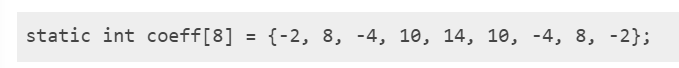 static int coeff[8] = {-2, 8, -4, 10, 14, 10, -4, 8, -2};